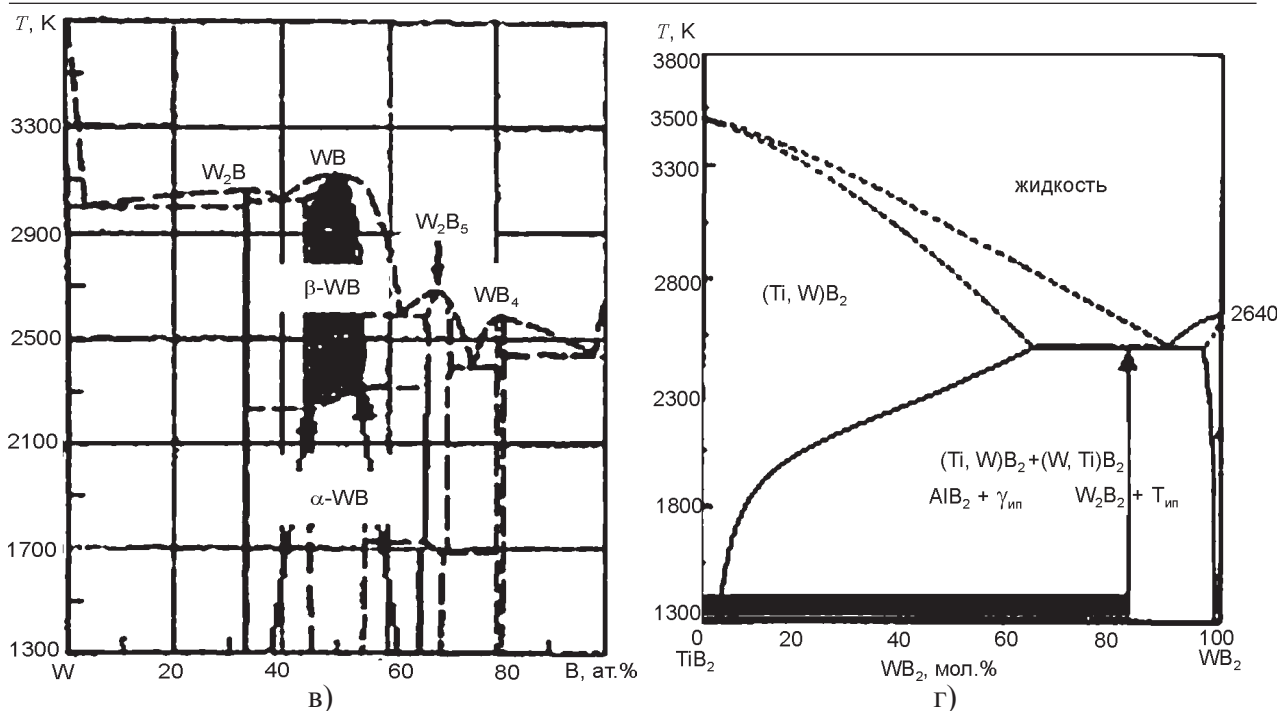 T, K
3300
2900
2500
2100
1700
1300
W₂B
WB
W₂B₅
WB₄
β-WB
α-WB
W
20
40
60
80
B, ат.%
в)
T, K
3800
3500
3300
2800
2300
1800
1300
жидкость
(Ti, W)B₂
2640
(Ti, W)B₂+(W, Ti)B₂
AlB₂ + γип
W₂B₂ + Tип
0
20
40
60
80
100
TiB₂
WB₂, мол.%
WB₂
г)